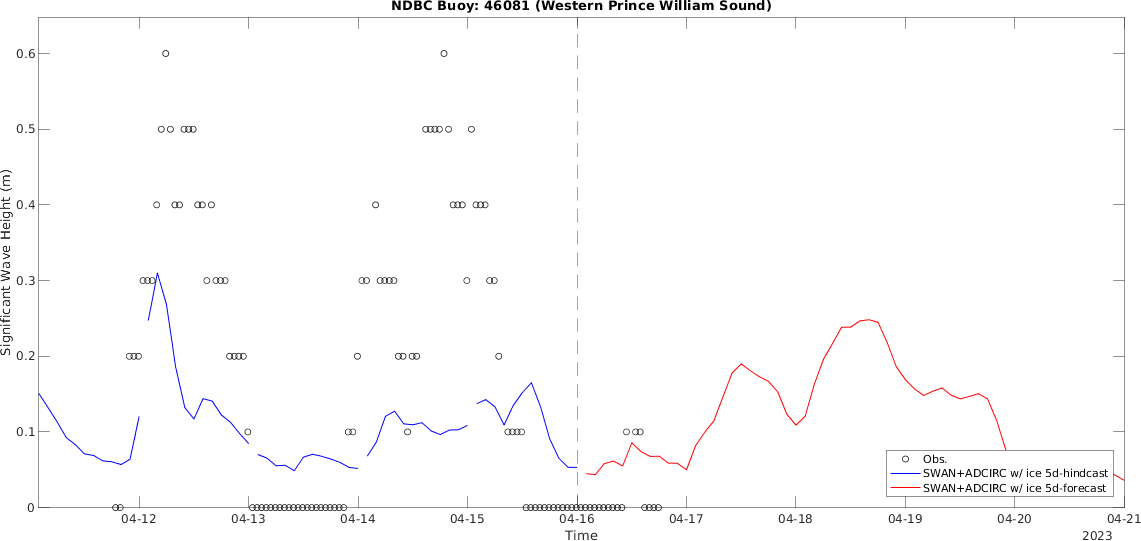 NDBC Buoy: 46081 (Western Prince William Sound)
Significant Wave Height (m)
0.6
0.5
0.4
0.3
0.2
0.1
0
Obs.
SWAN+ADCIRC w/ ice 5d-hindcast
SWAN+ADCIRC w/ ice 5d-forecast
04-12 04-13 04-14 04-15 04-16 04-17 04-18 04-19 04-20 04-21
Time
2023